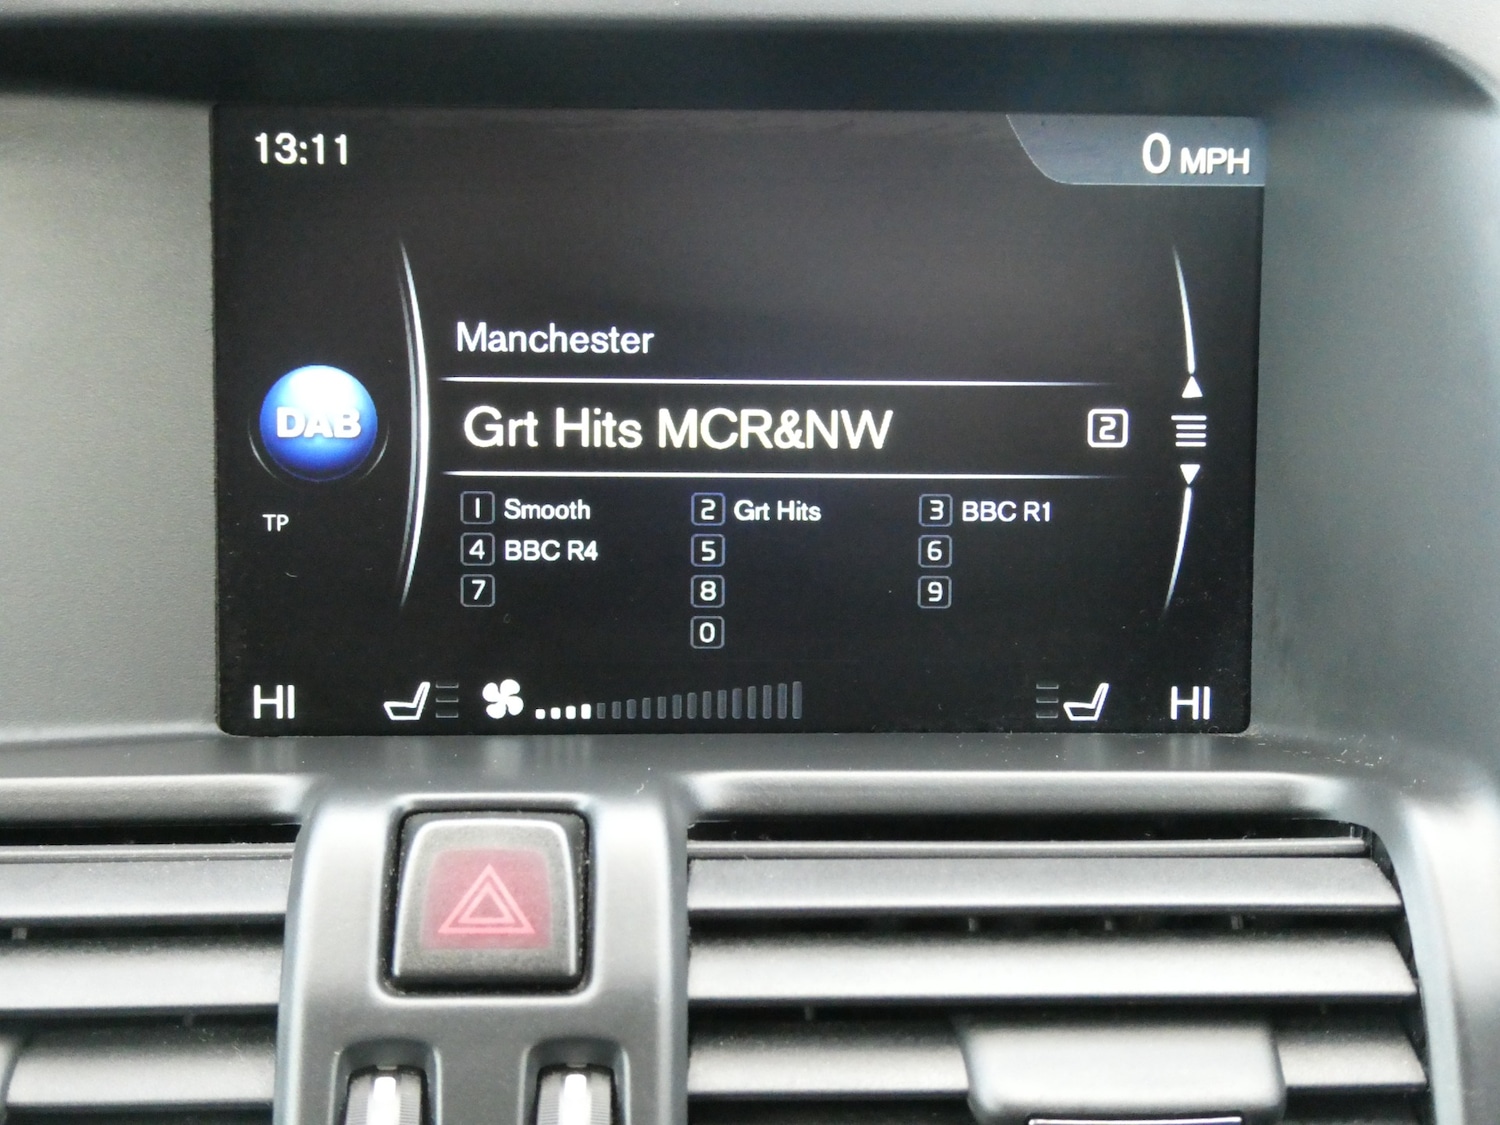 13:11
0 MPH
Manchester
DAB
Grt Hits MCR&NW 2
TP
1 Smooth 2 Grt Hits 3 BBC R1
4 BBC R4 5 6
7 8 9
0
HI HI